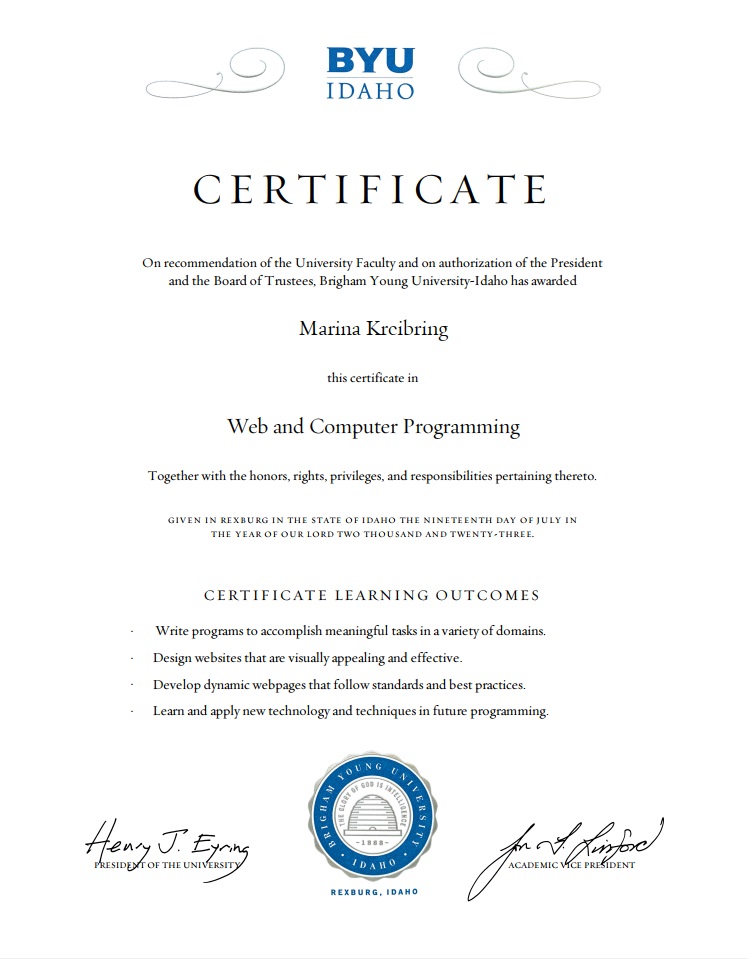 BYU
IDAHO
CERTIFICATE
On recommendation of the University Faculty and on authorization of the President
and the Board of Trustees, Brigham Young University-Idaho has awarded
Marina Kreibring
this certificate in
Web and Computer Programming
Together with the honors, rights, privileges, and responsibilities pertaining thereto.
GIVEN IN REXBURG IN THE STATE OF IDAHO THE NINETEENTH DAY OF JULY IN
THE YEAR OF OUR LORD TWO THOUSAND AND TWENTY-THREE.
CERTIFICATE LEARNING OUTCOMES
· Write programs to accomplish meaningful tasks in a variety of domains.
· Design websites that are visually appealing and effective.
· Develop dynamic webpages that follow standards and best practices.
· Learn and apply new technology and techniques in future programming.
BRIGHAM YOUNG UNIVERSITY
THE GLORY OF GOD IS INTELLIGENCE
-1888-
· IDAHO ·
REXBURG, IDAHO
Henry J. Eyring
PRESIDENT OF THE UNIVERSITY
Jon L. Linford
ACADEMIC VICE PRESIDENT